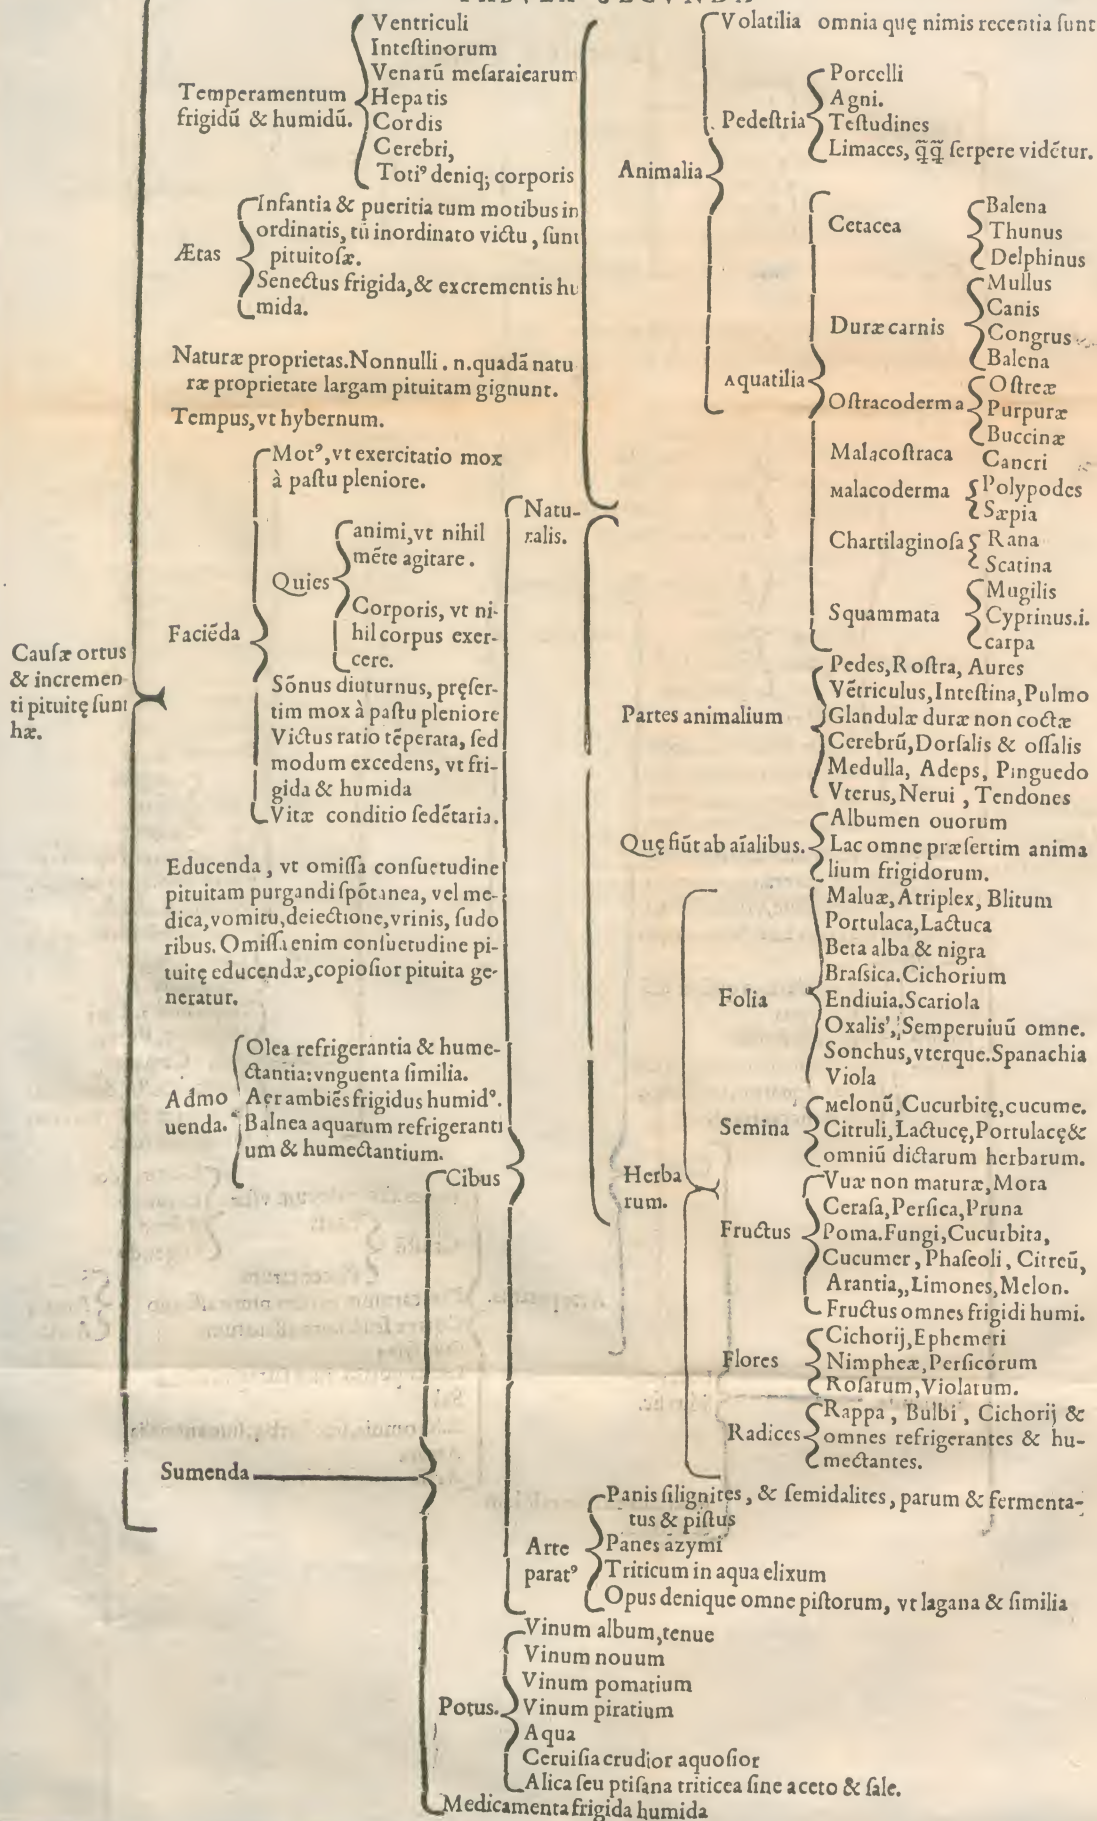 Cauſæ ortus
& incremen
ti pituitę ſunt
hæ.
Temperamentum
frigidũ & humidũ.
Ventriculi
Inteſtinorum
Venarũ meſaraicarum
Hepatis
Cordis
Cerebri,
Totiꝰ deniq; corporis
Ætas
Infantia & pueritia tum motibus in
ordinatis, tũ inordinato victu, ſunt
pituitoſæ.
Senectus frigida, & excrementis hu
mida.
Naturæ proprietas. Nonnulli . n. quadã natu
ræ proprietate largam pituitam gignunt.
Tempus, vt hybernum.
Faciẽda
Motꝰ, vt exercitatio mox
à paſtu pleniore.
Quies
animi, vt nihil
mẽte agitare.
Corporis, vt ni-
hil corpus exer-
cere.
Sõnus diuturnus, pręſer-
tim mox à paſtu pleniore
Victus ratio tẽperata, ſed
modum excedens, vt fri-
gida & humida
Vitæ conditio ſedẽtaria.
Educenda, vt omiſſa conſuetudine
pituitam purgandi ſpõtanea, vel me-
dica, vomitu, deiectione, vrinis, ſudo
ribus. Omiſſa enim conſuetudine pi-
tuitę educendæ, copioſior pituita ge-
neratur.
Admo
uenda.
Olea refrigerantia & hume-
ctantia: vnguenta ſimilia.
Aer ambiẽs frigidus humidꝰ.
Balnea aquarum refrigeranti
um & humectantium.
Sumenda
Cibus
Natu-
ralis.
Animalia
Volatilia omnia quę nimis recentia ſunt
Pedeſtria
Porcelli
Agni.
Teſtudines
Limaces, q̃q̃ ſerpere vidẽtur.
Aquatilia
Cetacea
Balena
Thunus
Delphinus
Duræ carnis
Mullus
Canis
Congrus
Balena
Oſtracoderma
Oſtreæ
Purpuræ
Buccinæ
Malacoſtraca
Cancri
Malacoderma
Polypodes
Sæpia
Chartilaginoſa
Rana
Scatina
Squammata
Mugilis
Cyprinus.i.
carpa
Partes animalium
Pedes, Roſtra, Aures
Vẽtriculus, Inteſtina, Pulmo
Glandulæ duræ non coctæ
Cerebrũ, Dorſalis & oſſalis
Medulla, Adeps, Pinguedo
Vterus, Nerui, Tendones
Quę fiũt ab aĩalibus.
Albumen ouorum
Lac omne præſertim anima
lium frigidorum.
Herba
rum.
Folia
Maluæ, Atriplex, Blitum
Portulaca, Lactuca
Beta alba & nigra
Braſsica. Cichorium
Endiuia. Scariola
Oxalis', Semperuiuũ omne.
Sonchus, vterque. Spanachia
Viola
Semina
Melonũ, Cucurbitę, cucume.
Citruli, Lactucę, Portulacę &
omniũ dictarum herbarum.
Fructus
Vuæ non maturæ, Mora
Ceraſa, Perſica, Pruna
Poma. Fungi, Cucurbita,
Cucumer, Phaſeoli, Citreũ,
Arantia,, Limones, Melon.
Fructus omnes frigidi humi.
Flores
Cichorij, Ephemeri
Nimpheæ, Perſicorum
Roſarum, Violarum.
Radices
Rappa, Bulbi, Cichorij &
omnes refrigerantes & hu-
mectantes.
Arte
paratꝰ
Panis ſilignites, & ſemidalites, parum & fermenta-
tus & piſtus
Panes azymi
Triticum in aqua elixum
Opus denique omne piſtorum, vt lagana & ſimilia
Potus.
Vinum album, tenue
Vinum nouum
Vinum pomatium
Vinum piratium
Aqua
Ceruiſia crudior aquoſior
Alica ſeu ptiſana triticea ſine aceto & ſale.
Medicamenta frigida humida